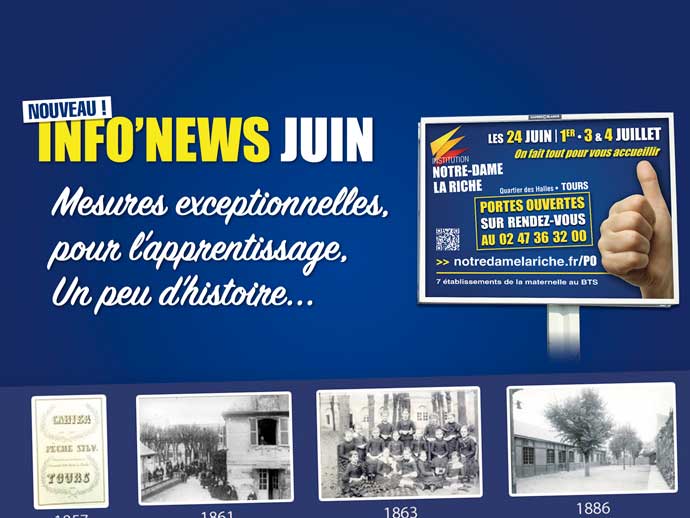 NOUVEAU !
INFO'NEWS JUIN
Mesures exceptionnelles,
pour l'apprentissage,
Un peu d'histoire...
LES 24 JUIN | 1ER • 3 & 4 JUILLET
On fait tout pour vous accueillir
INSTITUTION
NOTRE-DAME
LA RICHE
Quartier des Halles • TOURS
PORTES OUVERTES
SUR RENDEZ-VOUS
AU 02 47 36 32 00
>> notredamelariche.fr/PO
7 établissements de la maternelle au BTS
CAHIER
PECHE SYLV.
TOURS
1857
1861
1863
1886